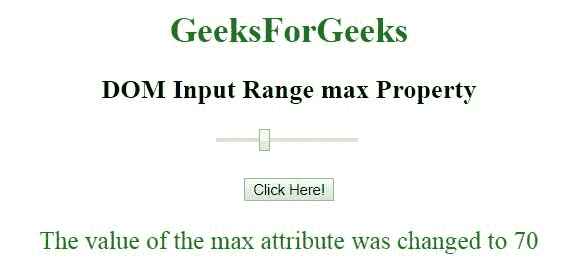 GeeksForGeeks
DOM Input Range max Property
Click Here!
The value of the max attribute was changed to 70